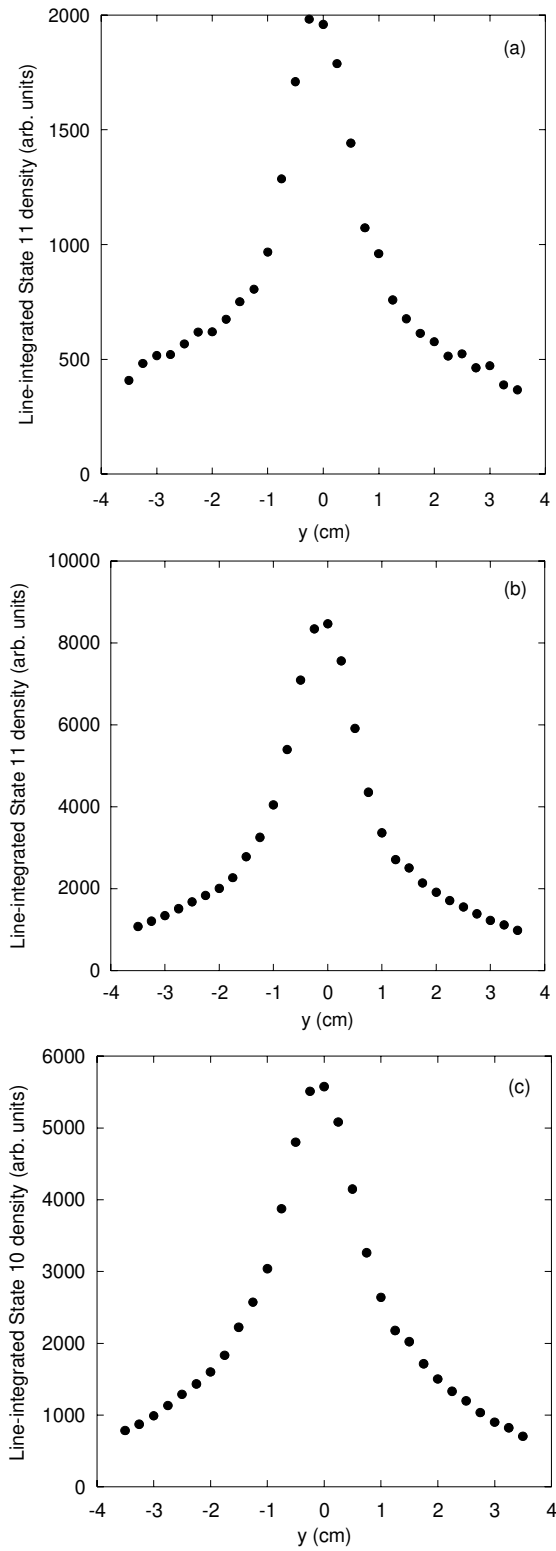 2000
(a)
1500
1000
500
0
-4 -3 -2 -1 0 1 2 3 4
y (cm)
Line-integrated State 11 density (arb. units)
10000
(b)
8000
6000
4000
2000
0
-4 -3 -2 -1 0 1 2 3 4
y (cm)
Line-integrated State 11 density (arb. units)
6000
(c)
5000
4000
3000
2000
1000
0
-4 -3 -2 -1 0 1 2 3 4
y (cm)
Line-integrated State 10 density (arb. units)